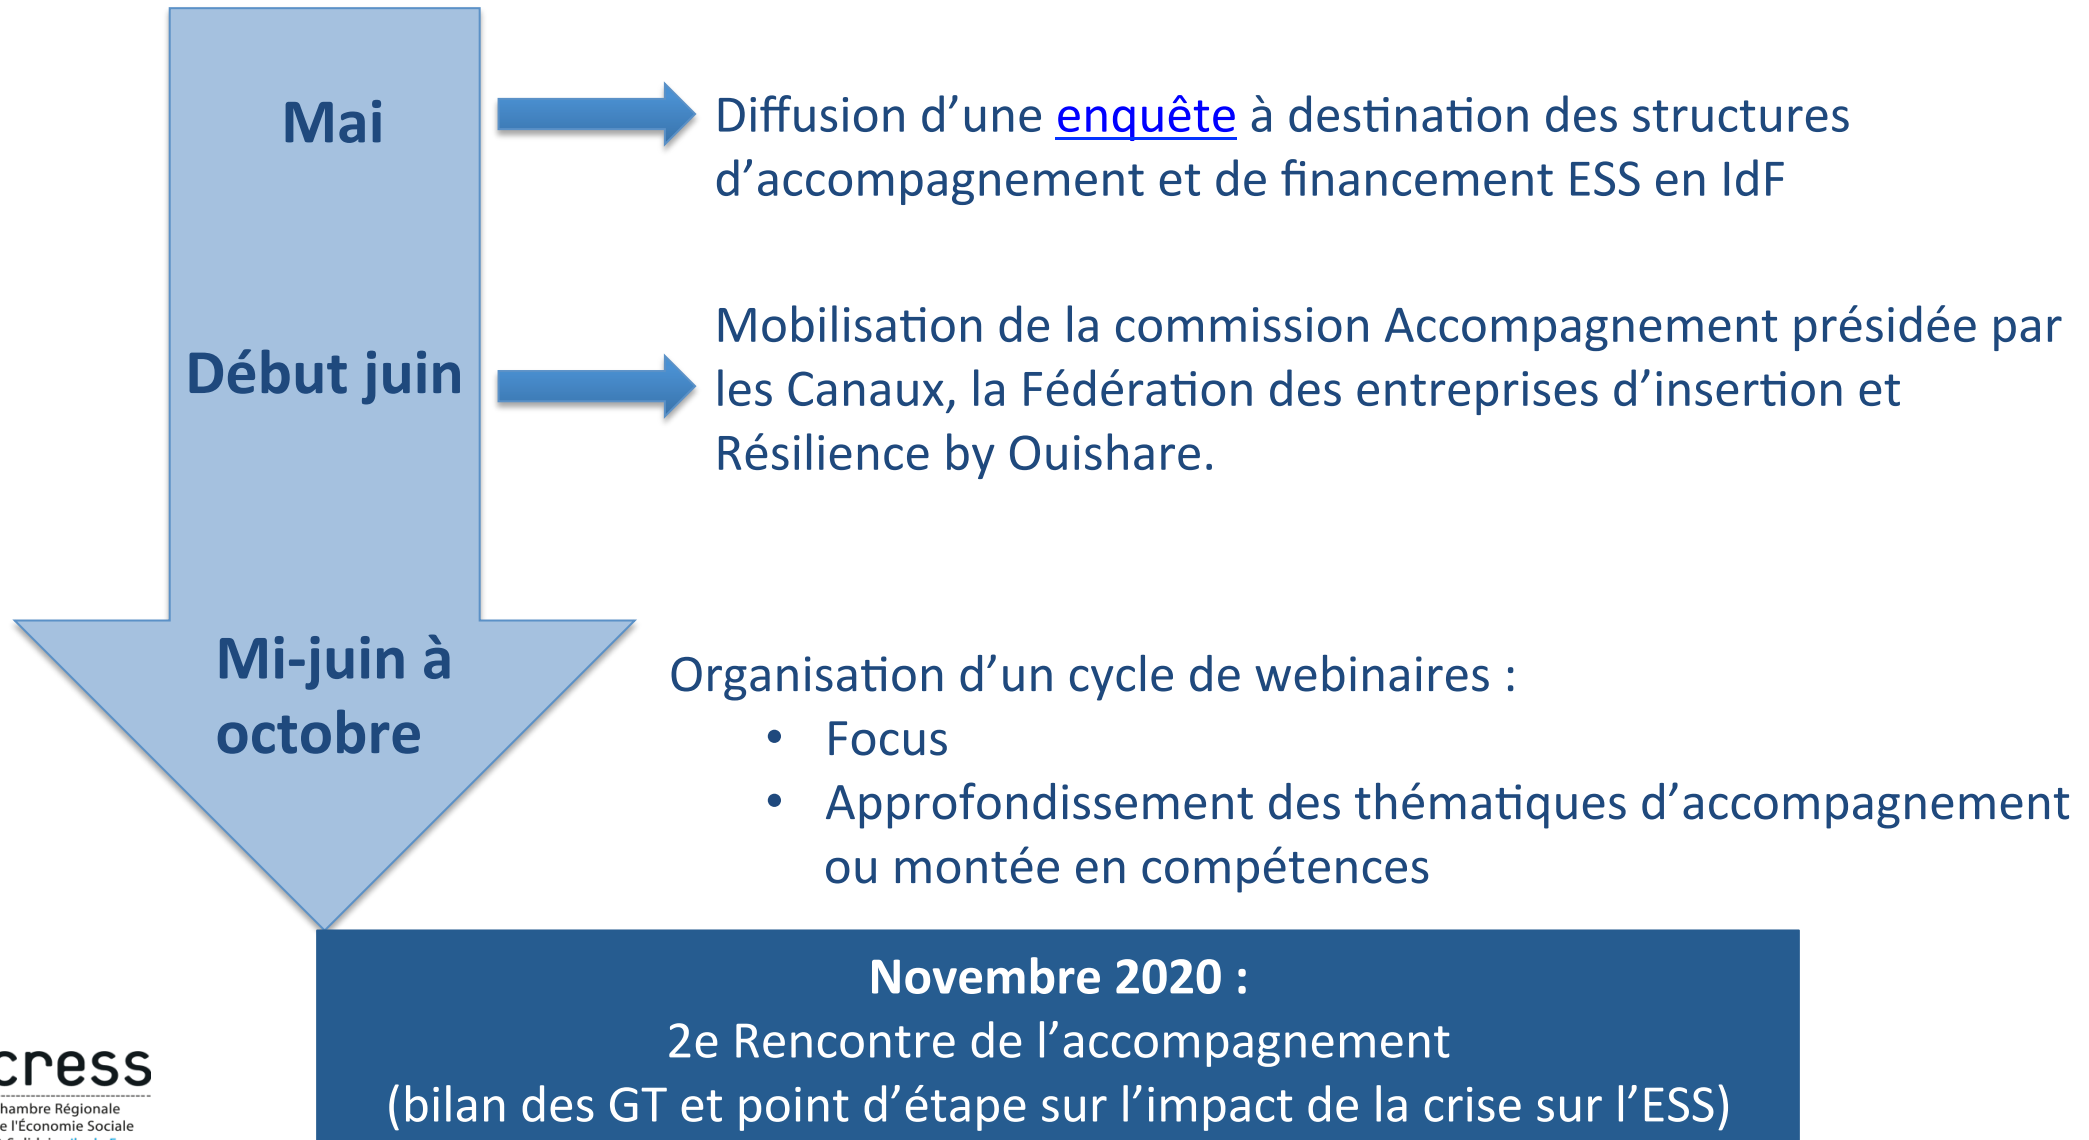 Mai
Diffusion d’une enquête à destination des structures
d’accompagnement et de financement ESS en IdF
Début juin
Mobilisation de la commission Accompagnement présidée par
les Canaux, la Fédération des entreprises d’insertion et
Résilience by Ouishare.
Mi-juin à
octobre
Organisation d’un cycle de webinaires :
• Focus
• Approfondissement des thématiques d’accompagnement
ou montée en compétences
Novembre 2020 :
2e Rencontre de l’accompagnement
(bilan des GT et point d’étape sur l’impact de la crise sur l’ESS)
cress
hambre Régionale
e l'Économie Sociale